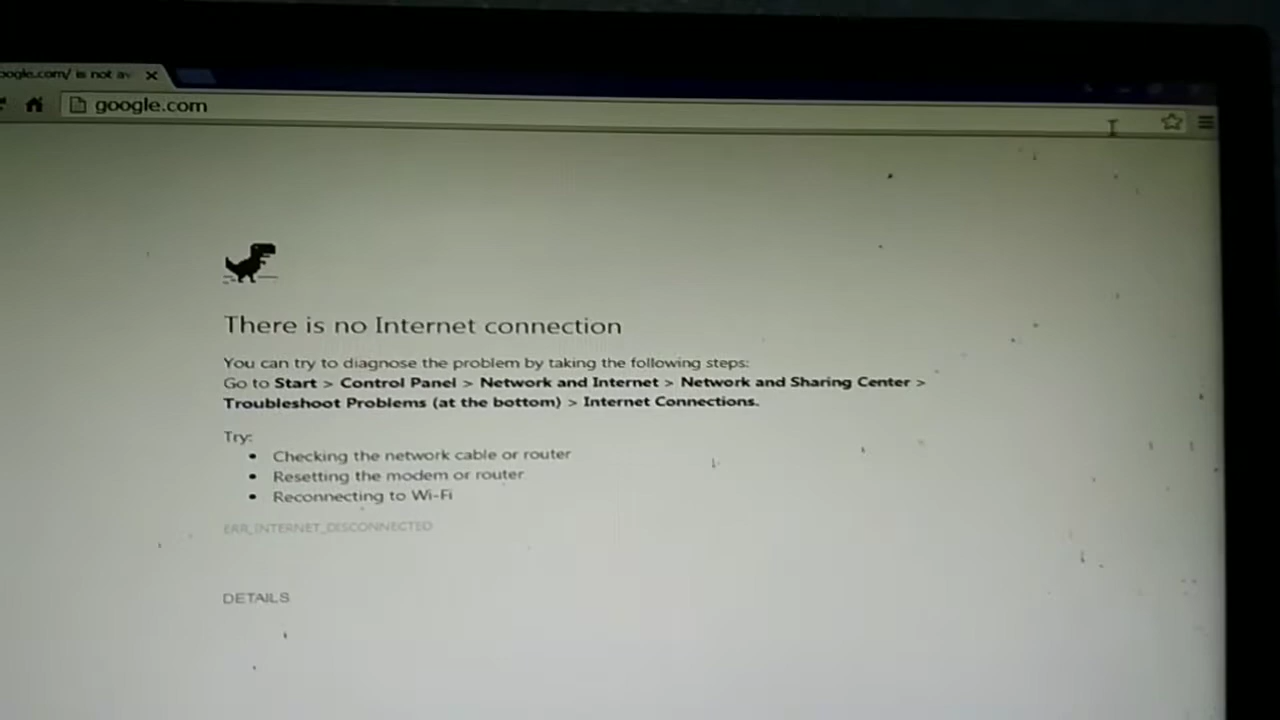 oogle.com/ is not av
google.com
There is no Internet connection
You can try to diagnose the problem by taking the following steps:
Go to Start > Control Panel > Network and Internet > Network and Sharing Center >
Troubleshoot Problems (at the bottom) > Internet Connections.
Try:
• Checking the network cable or router
• Resetting the modem or router
• Reconnecting to Wi-Fi
ERR_INTERNET_DISCONNECTED
DETAILS